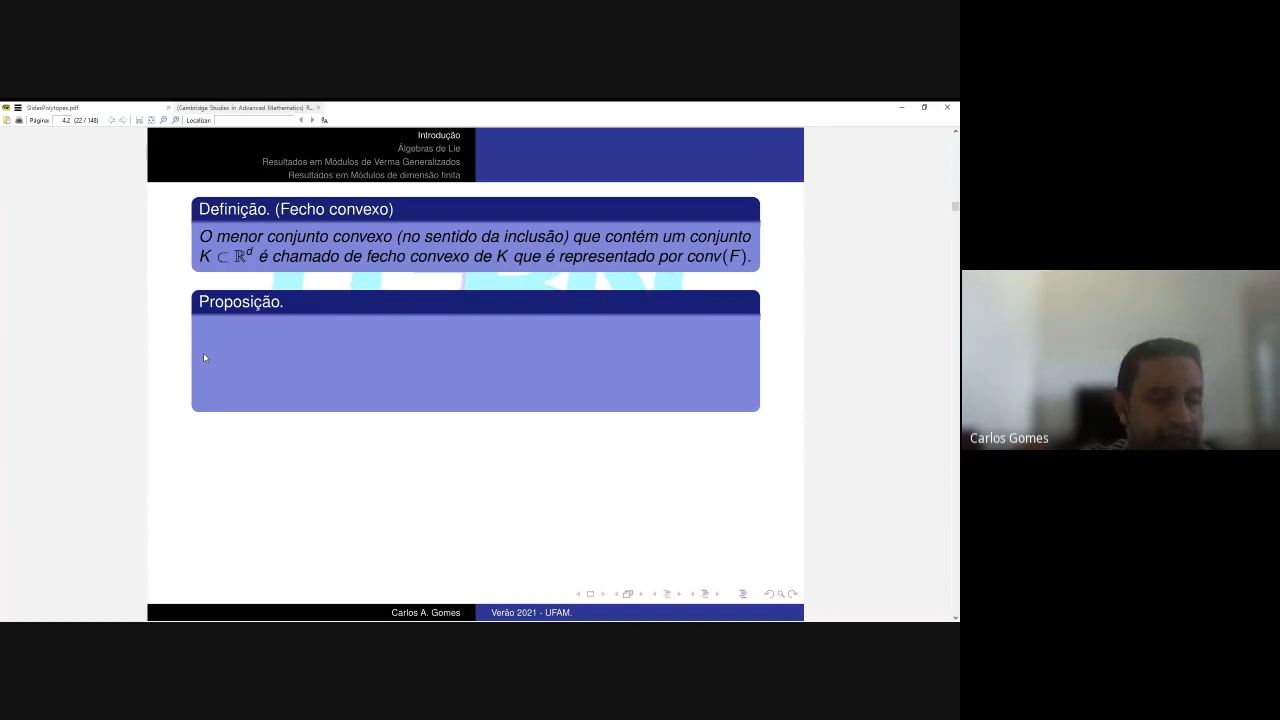 SlidesPolytopes.pdf
(Cambridge Studies in Advanced Mathematics) R...
Página: 4.2 (22 / 148) Localizar:
Introdução
Álgebras de Lie
Resultados em Módulos de Verma Generalizados
Resultados em Módulos de dimensão finita
Definição. (Fecho convexo)
O menor conjunto convexo (no sentido da inclusão) que contém um conjunto
K ⊂ ℝᵈ é chamado de fecho convexo de K que é representado por conv(F).
Proposição.
Carlos Gomes
Carlos A. Gomes Verão 2021 - UFAM.